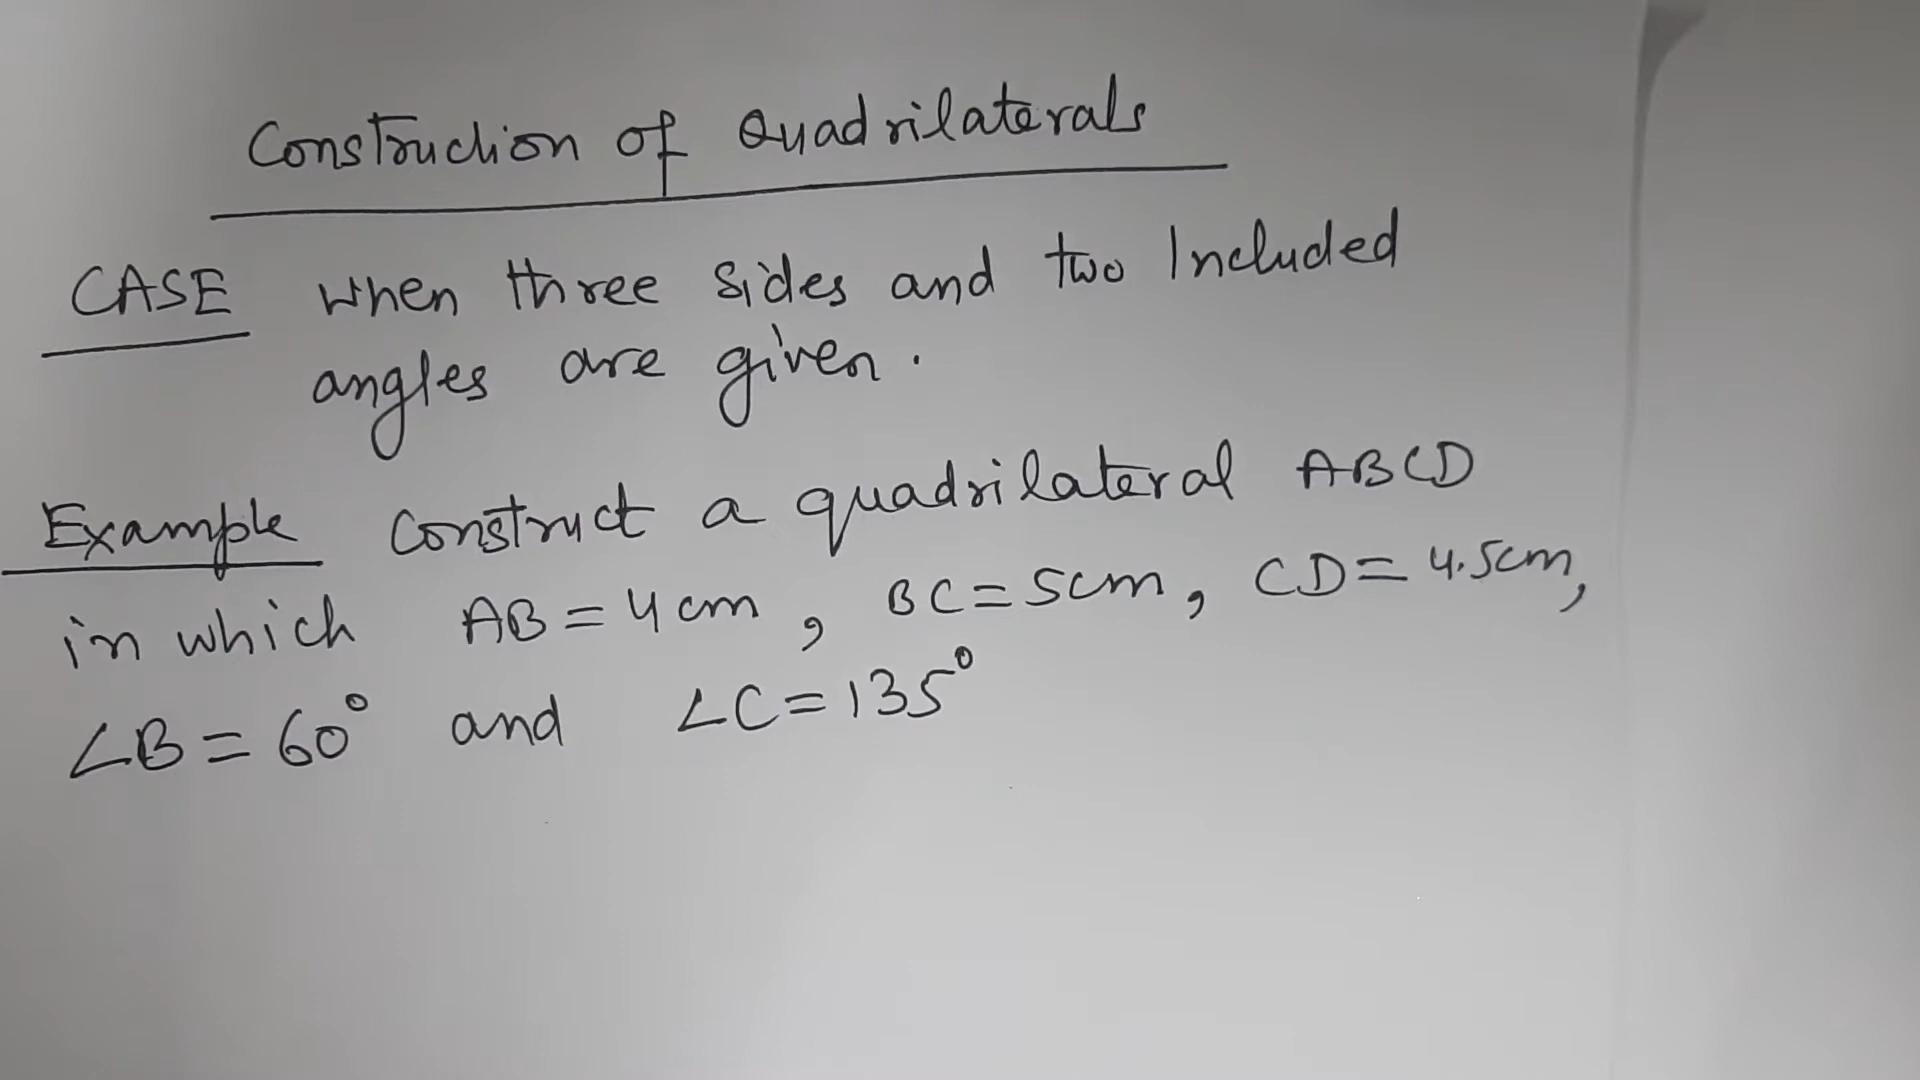 Construction of Quadrilaterals
CASE when three sides and two Included
angles are given.
Example Construct a quadrilateral ABCD
in which AB = 4 cm, BC = 5cm, CD = 4.5cm,
∠B = 60° and ∠C = 135°